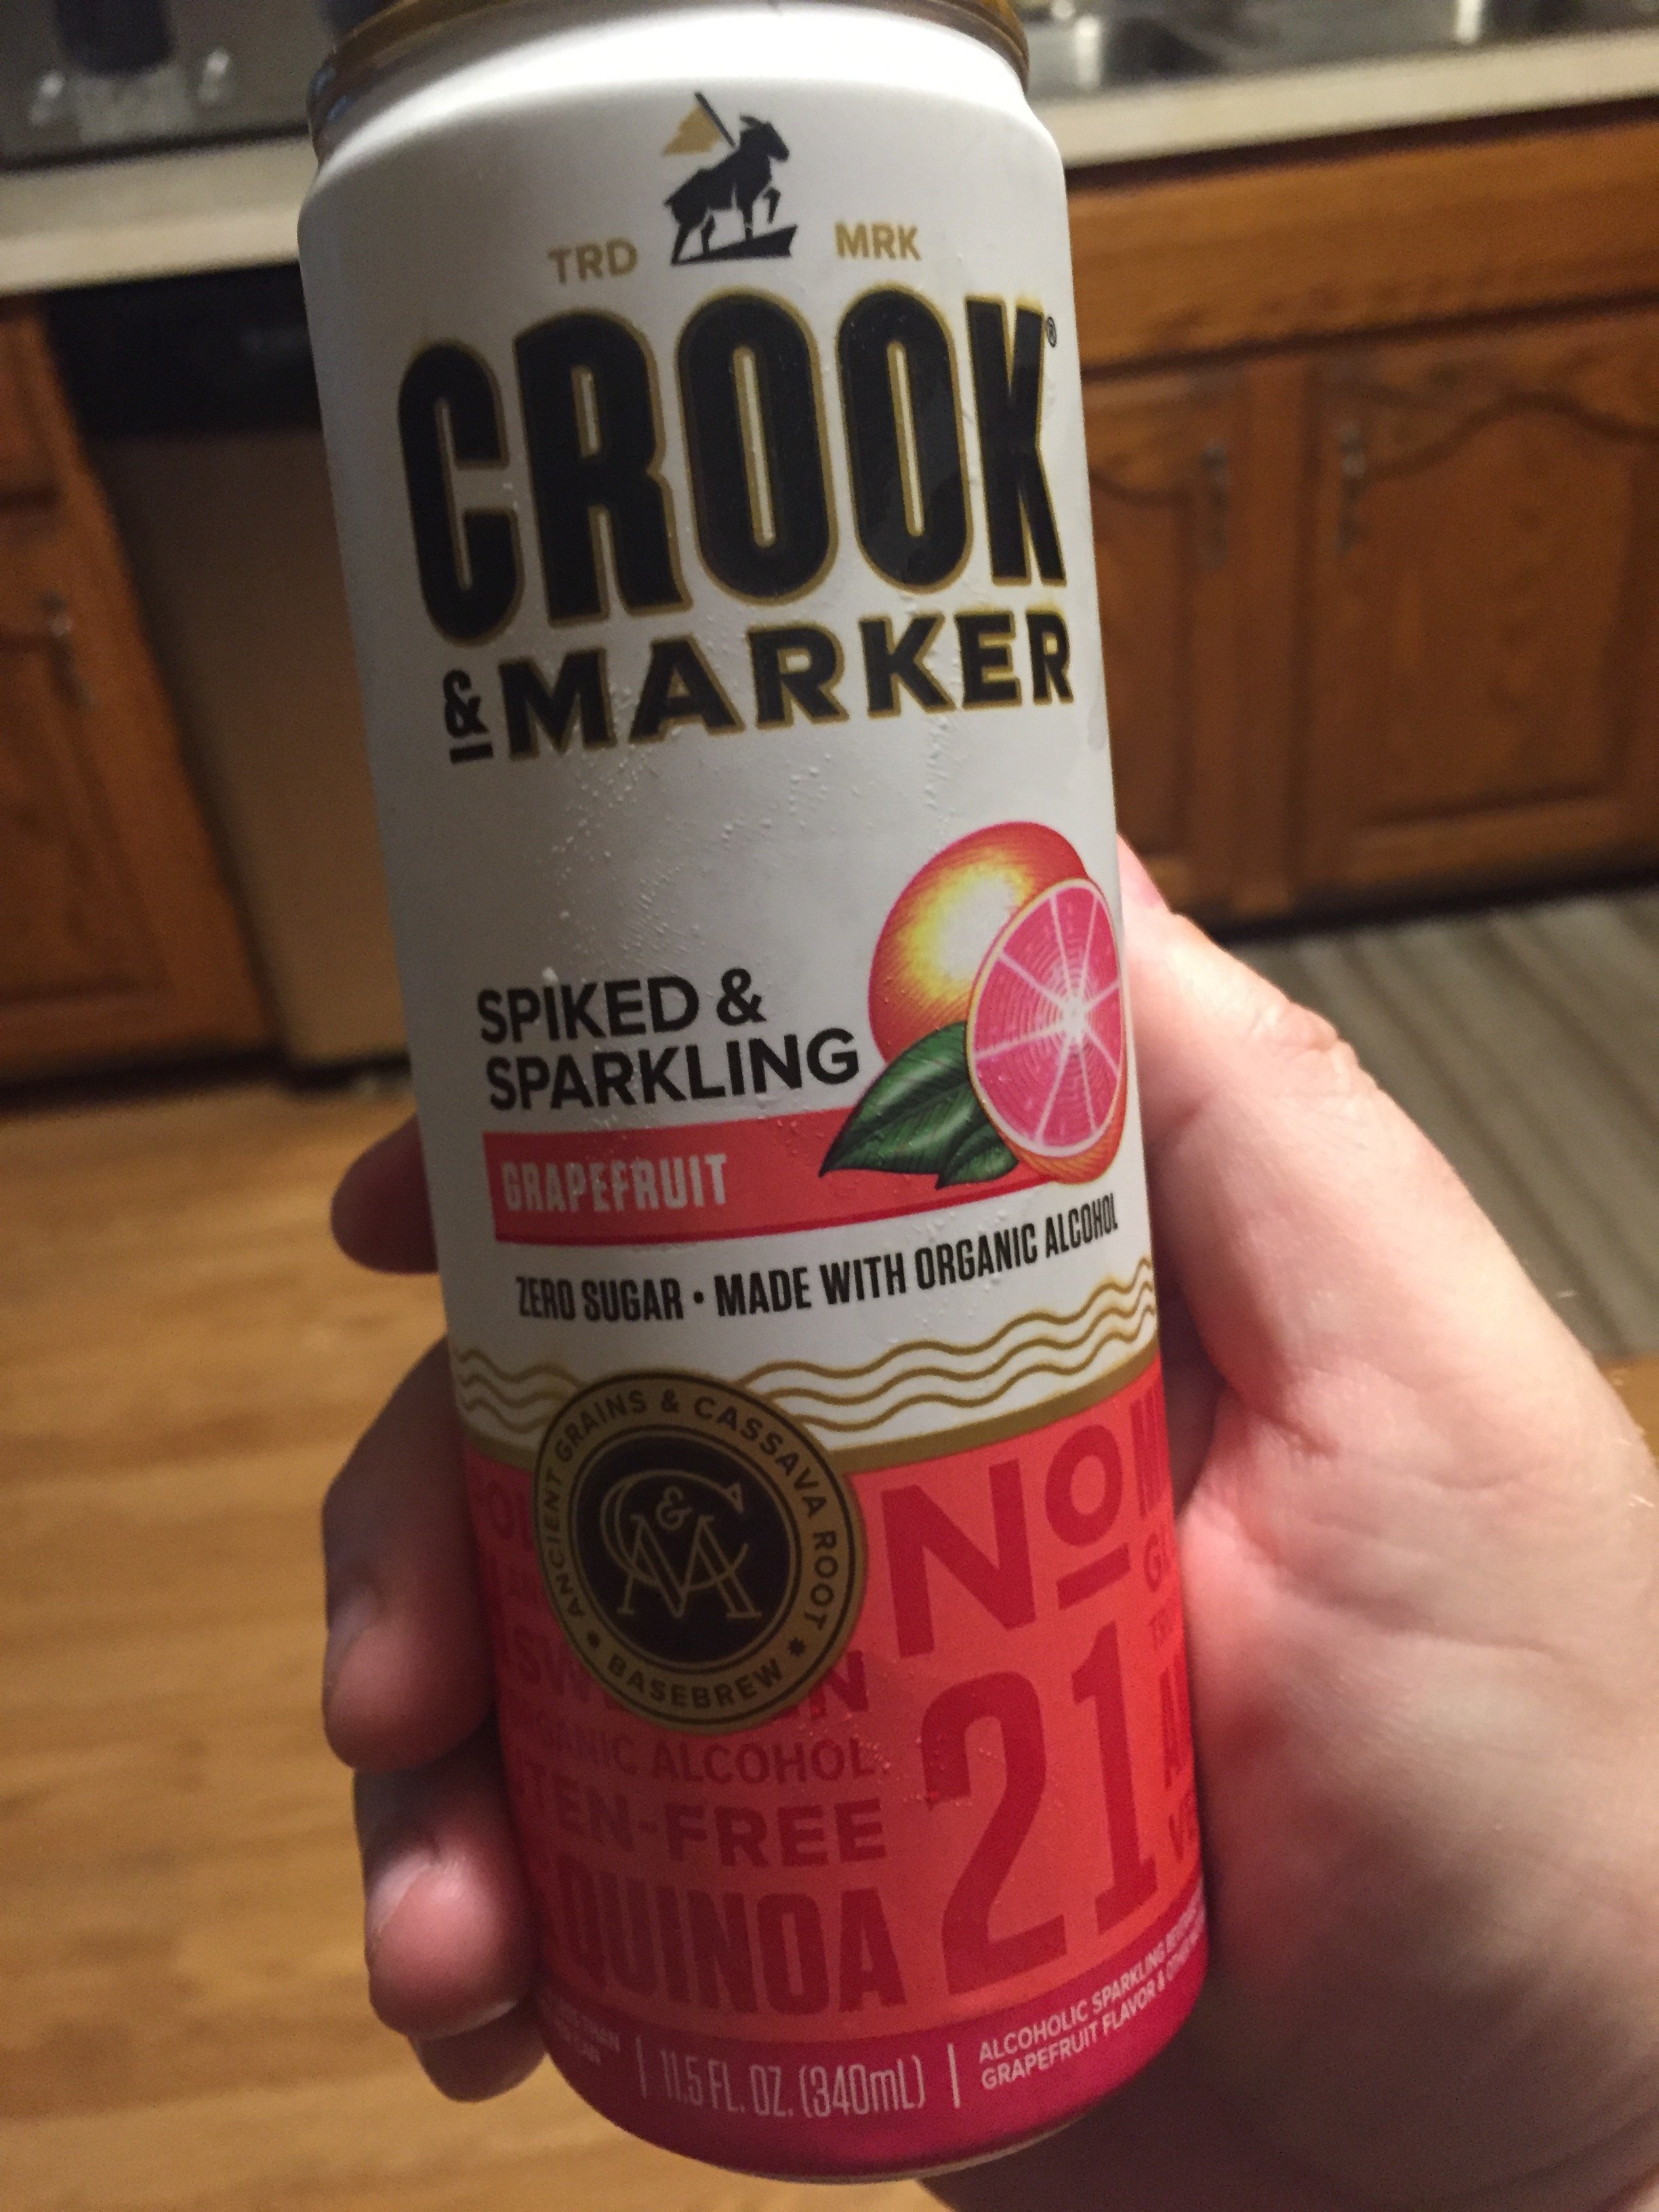 TRD MRK
CROOK®
& MARKER
SPIKED &
SPARKLING
GRAPEFRUIT
ZERO SUGAR • MADE WITH ORGANIC ALCOHOL
ANCIENT GRAINS & CASSAVA ROOT
C&M
BASEBREW
No
21
ORGANIC ALCOHOL
TEN-FREE
QUINOA
11.5 FL. OZ. (340mL)
ALCOHOLIC SPARKLING
GRAPEFRUIT FLAVOR &